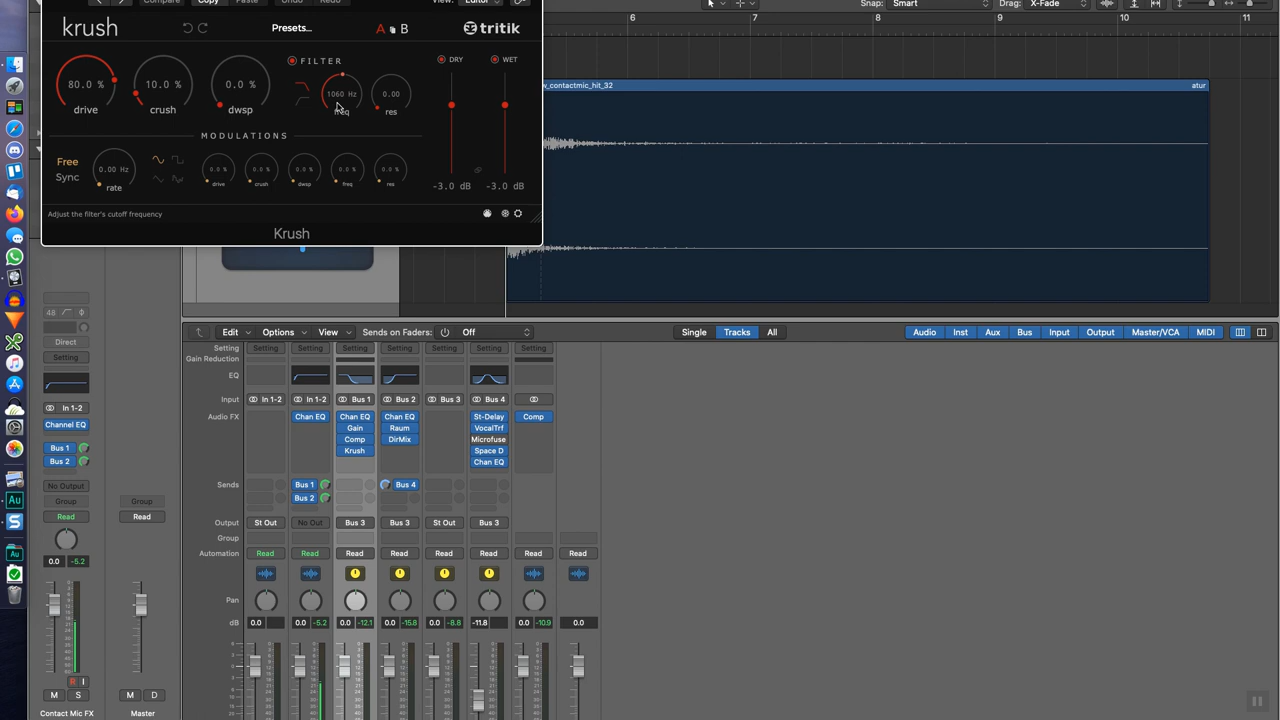 Compare Copy Paste Undo Redo View: Editor
Snap: Smart Drag: X-Fade
6 7 8 9 10 11
krush Presets... A B tritik
FILTER DRY WET
80.0 % 10.0 % 0.0 % 1060 Hz 0.00
drive crush dwsp freq res
MODULATIONS
Free
Sync
0.00 Hz 0.0 % 0.0 % 0.0 % 0.0 % 0.0 %
rate drive crush dwsp freq res
-3.0 dB -3.0 dB
Adjust the filter's cutoff frequency
Krush
_contactmic_hit_32 atur
Edit Options View Sends on Faders: Off Single Tracks All Audio Inst Aux Bus Input Output Master/VCA MIDI
Setting Setting Setting Setting Setting Setting Setting Setting
Gain Reduction
EQ
Input In 1-2 In 1-2 Bus 1 Bus 2 Bus 3 Bus 4
Audio FX Chan EQ Chan EQ Chan EQ St-Delay Comp
Gain Raum VocalTrf
Comp DirMix Microfuse
Krush Space D
Chan EQ
Sends Bus 1 Bus 4
Bus 2
Output St Out No Out Bus 3 Bus 3 St Out Bus 3
Group
Automation Read Read Read Read Read Read Read Read
Pan
dB 0.0 0.0 -5.2 0.0 -12.1 0.0 -15.8 0.0 -8.8 -11.8 0.0 -10.9 0.0
48
Direct
Setting
In 1-2
Channel EQ
Bus 1
Bus 2
No Output
Group Group
Read Read
0.0 -5.2
R I
M S M D
Contact Mic FX Master
Au
S
Au